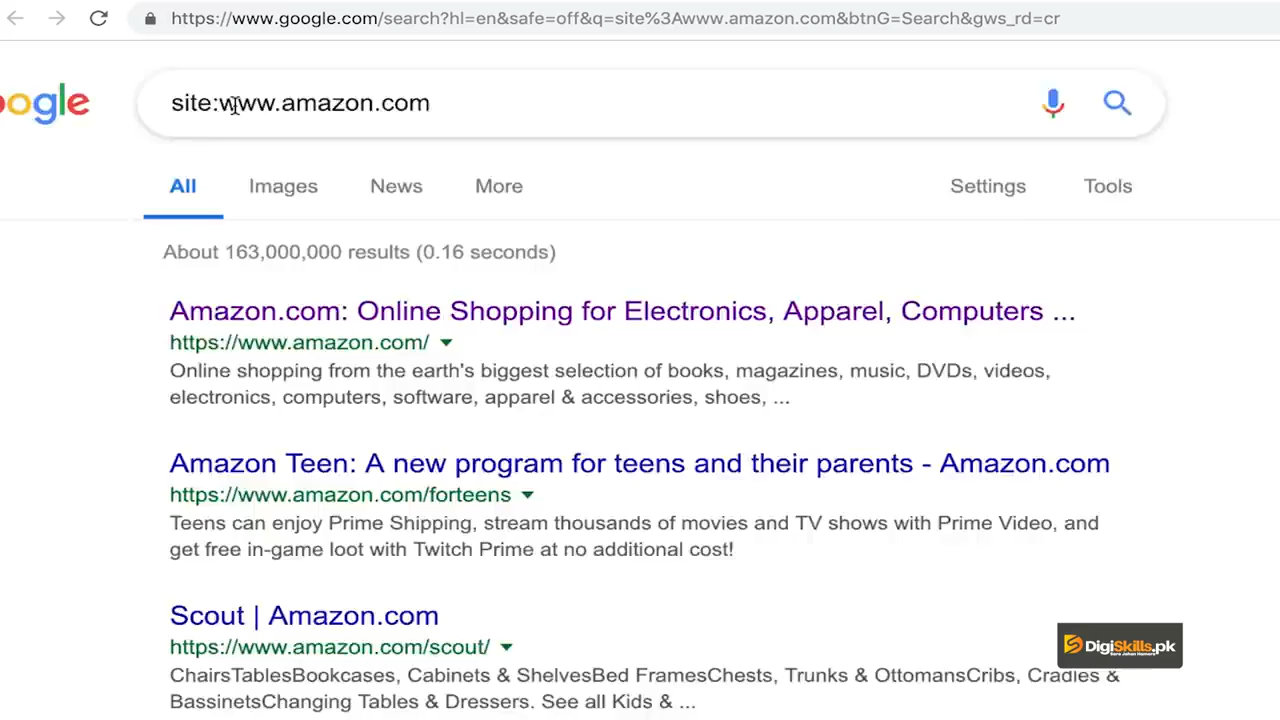 https://www.google.com/search?hl=en&safe=off&q=site%3Awww.amazon.com&btnG=Search&gws_rd=cr
ogle
site:www.amazon.com
All Images News More Settings Tools
About 163,000,000 results (0.16 seconds)
Amazon.com: Online Shopping for Electronics, Apparel, Computers ...
https://www.amazon.com/
Online shopping from the earth's biggest selection of books, magazines, music, DVDs, videos,
electronics, computers, software, apparel & accessories, shoes, ...
Amazon Teen: A new program for teens and their parents - Amazon.com
https://www.amazon.com/forteens
Teens can enjoy Prime Shipping, stream thousands of movies and TV shows with Prime Video, and
get free in-game loot with Twitch Prime at no additional cost!
Scout | Amazon.com
https://www.amazon.com/scout/
ChairsTablesBookcases, Cabinets & ShelvesBed FramesChests, Trunks & OttomansCribs, Cradles &
BassinetsChanging Tables & Dressers. See all Kids & ...
DigiSkills.pk